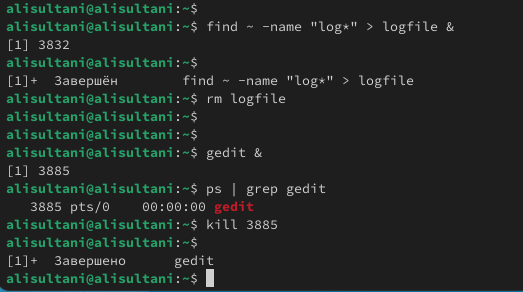 alisultani@alisultani:~$
alisultani@alisultani:~$ find ~ -name "log*" > logfile &
[1] 3832
alisultani@alisultani:~$
[1]+  Завершён        find ~ -name "log*" > logfile
alisultani@alisultani:~$ rm logfile
alisultani@alisultani:~$
alisultani@alisultani:~$
alisultani@alisultani:~$ gedit &
[1] 3885
alisultani@alisultani:~$ ps | grep gedit
   3885 pts/0    00:00:00 gedit
alisultani@alisultani:~$ kill 3885
alisultani@alisultani:~$
[1]+  Завершено      gedit
alisultani@alisultani:~$